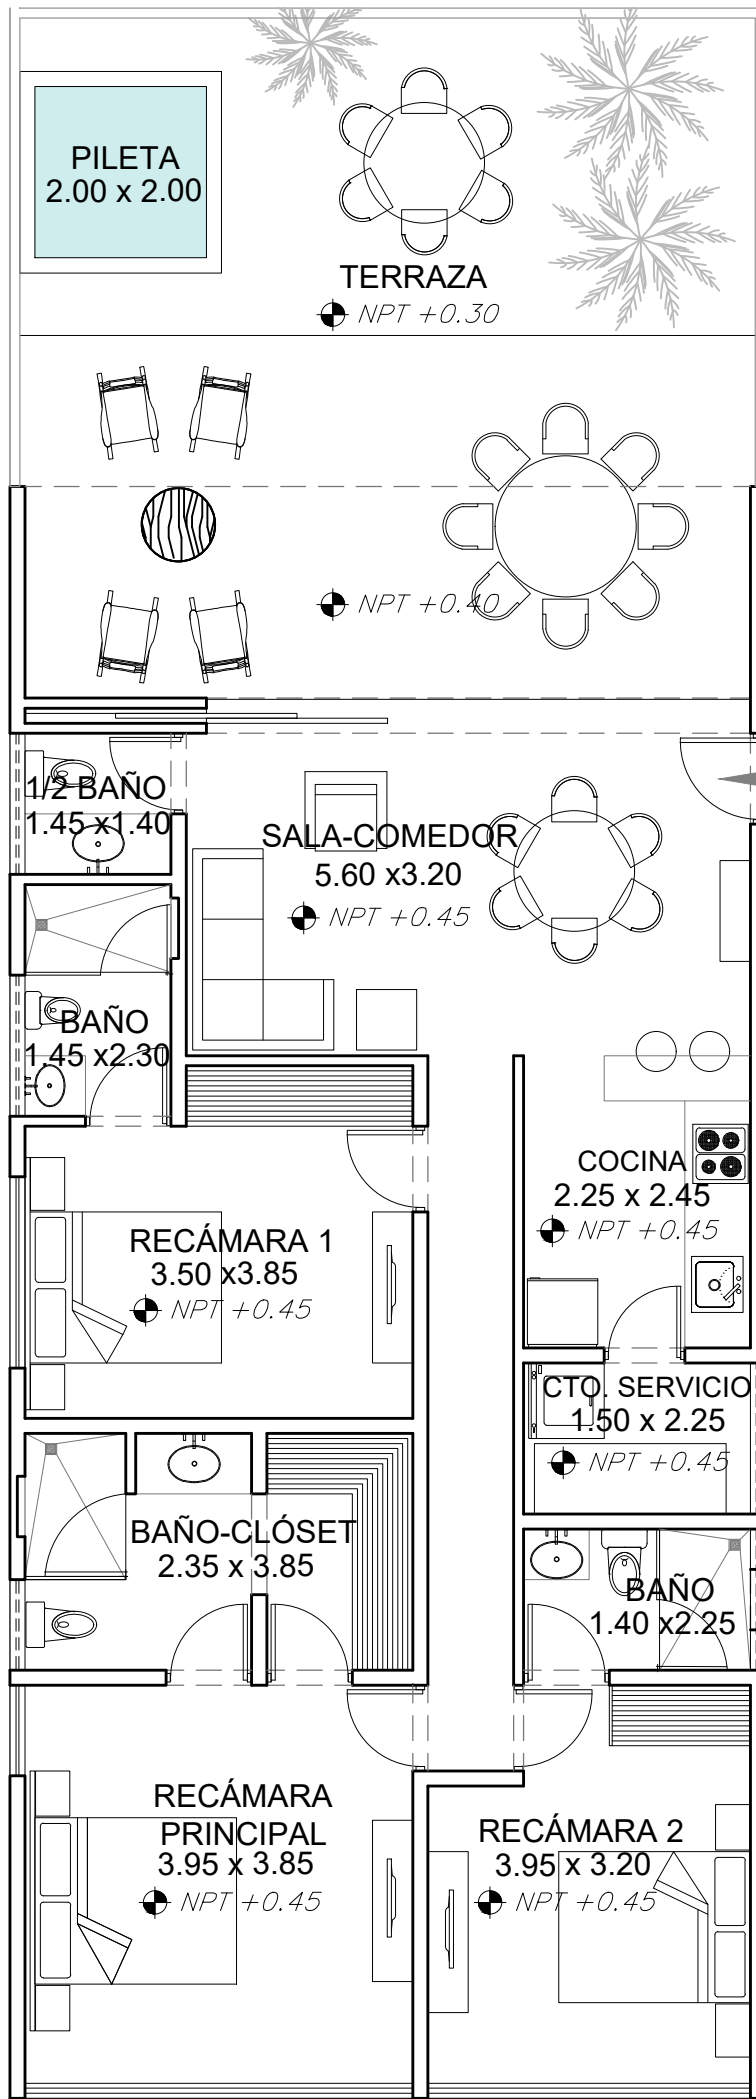 PILETA
2.00 x 2.00
TERRAZA
NPT +0.30
NPT +0.40
1/2 BAÑO
1.45 x1.40
SALA-COMEDOR
5.60 x3.20
NPT +0.45
BAÑO
1.45 x2.30
COCINA
2.25 x 2.45
NPT +0.45
RECÁMARA 1
3.50 x3.85
NPT +0.45
CTO. SERVICIO
1.50 x 2.25
NPT +0.45
BAÑO-CLÓSET
2.35 x 3.85
BAÑO
1.40 x2.25
RECÁMARA
PRINCIPAL
3.95 x 3.85
NPT +0.45
RECÁMARA 2
3.95 x 3.20
NPT +0.45